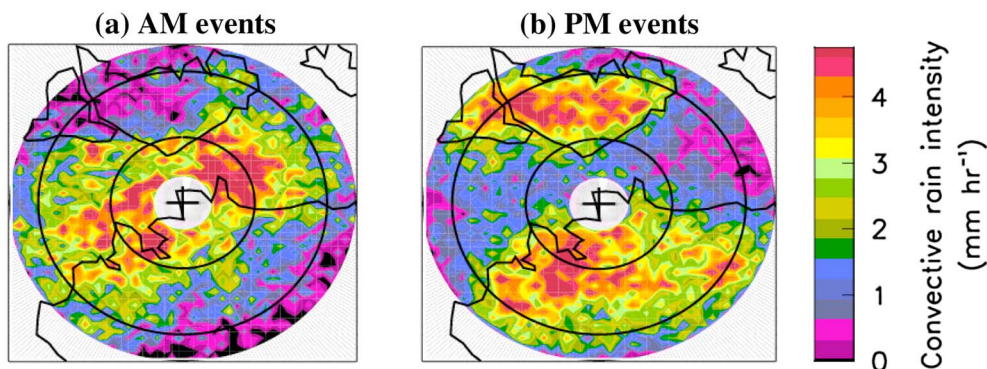 (a) AM events
(b) PM events
4
3
2
1
0
Convective rain intensity
(mm hr⁻¹)